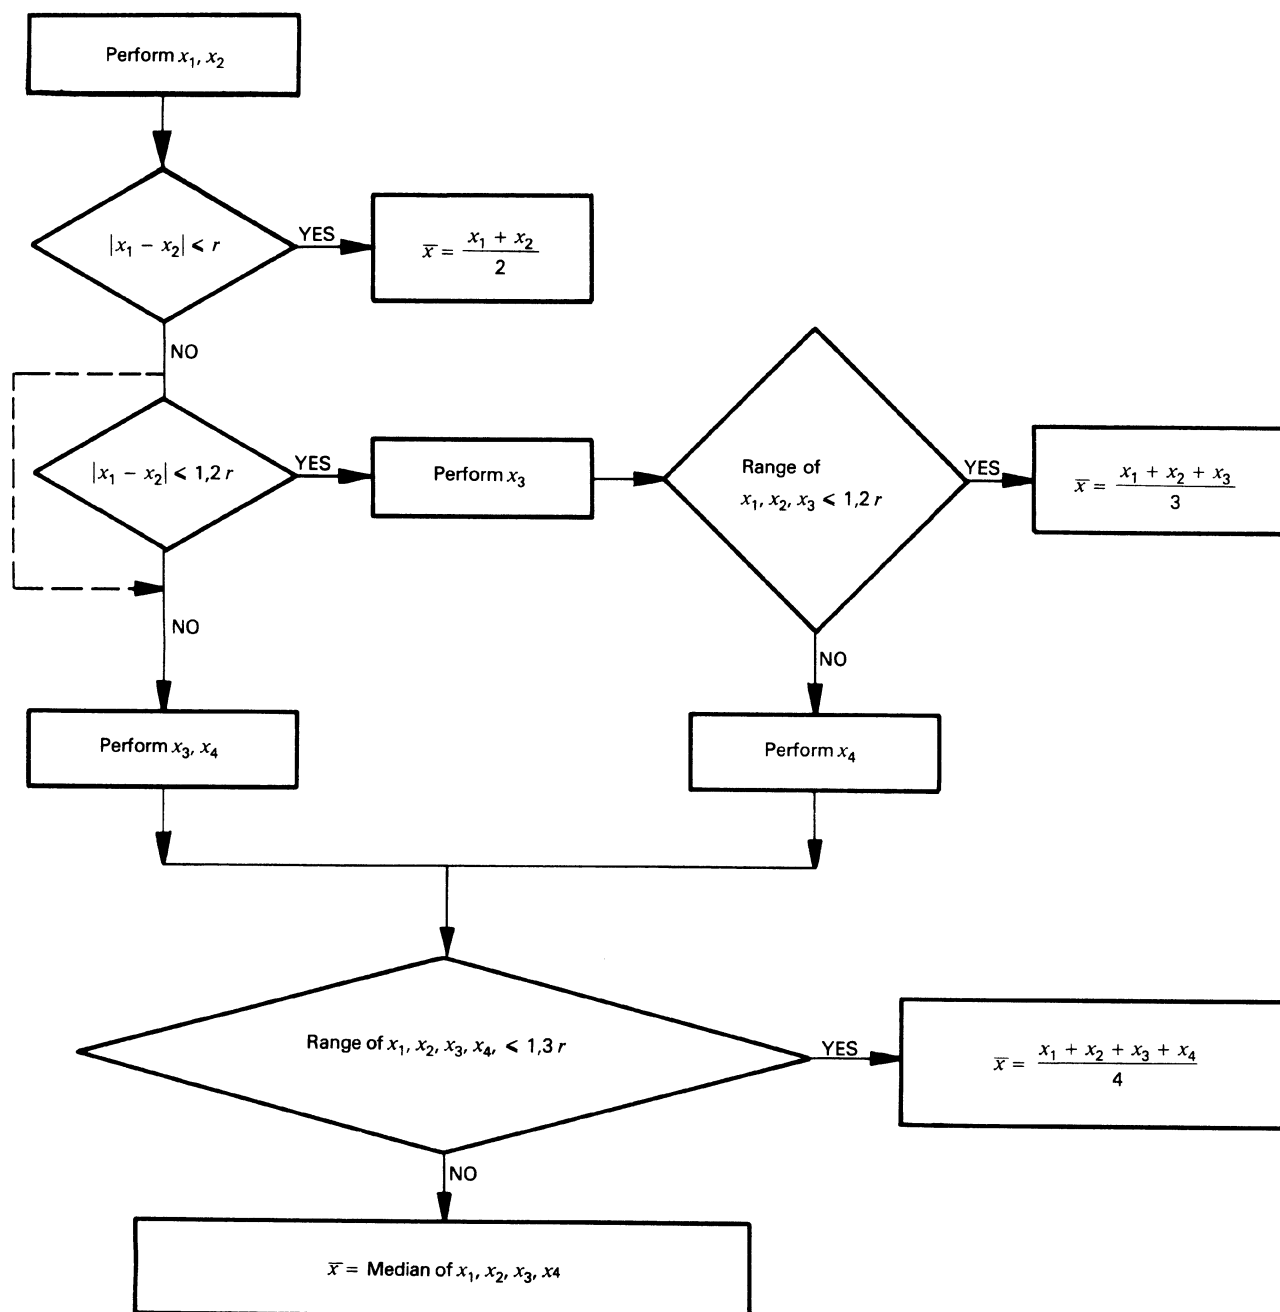 Perform x₁, x₂
|x₁ − x₂| ⩽ r
YES
x̅ = (x₁ + x₂)/2
NO
|x₁ − x₂| ⩽ 1,2 r
YES
Perform x₃
Range of
x₁, x₂, x₃ ⩽ 1,2 r
YES
x̅ = (x₁ + x₂ + x₃)/3
NO
NO
Perform x₃, x₄
Perform x₄
Range of x₁, x₂, x₃, x₄, ⩽ 1,3 r
YES
x̅ = (x₁ + x₂ + x₃ + x₄)/4
NO
x̅ = Median of x₁, x₂, x₃, x4